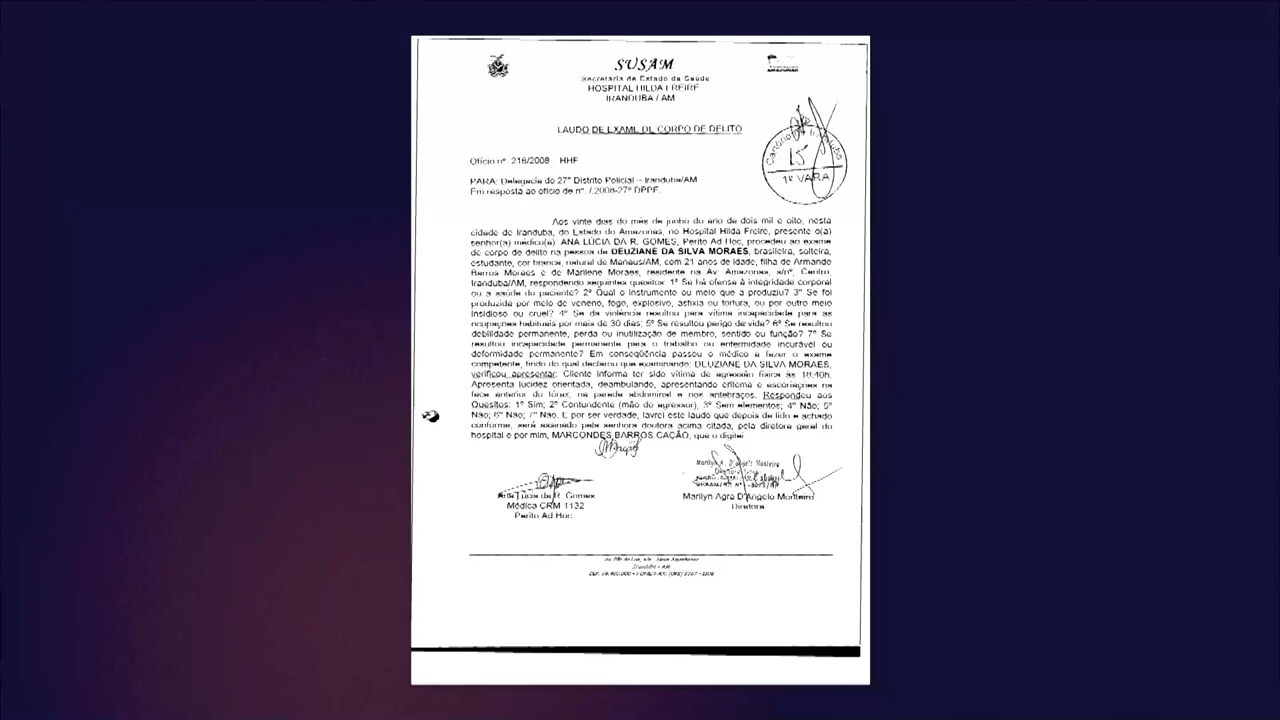 SUSAM
Secretaria de Estado da Saúde
HOSPITAL HILDA FREIRE
IRANDUBA / AM
LAUDO DE EXAME DE CORPO DE DELITO
Cartório
15
1ª VARA
Ofício nº. 216/2008 HHF
PARA: Delegacia do 27º Distrito Policial – Iranduba/AM
Em resposta ao ofício de nº. /.2008-27º DPPF.
Aos vinte dias do mês de junho do ano de dois mil e oito, nesta
cidade de Iranduba, do Estado do Amazonas, no Hospital Hilda Freire, presente o(a)
senhor(a) médico(a) ANA LÚCIA DA R. GOMES, Perito Ad Hoc, procedeu ao exame
de corpo de delito na pessoa de DEUZIANE DA SILVA MORAES, brasileira, solteira,
estudante, cor branca, natural de Manaus/AM, com 21 anos de idade, filha de Armando
Barros Moraes e de Marilene Moraes, residente na Av: Amazonas, s/nº, Centro,
Iranduba/AM, respondendo seguintes quesitos: 1º Se há ofensa à integridade corporal
ou a saúde do paciente? 2º Qual o instrumento ou meio que a produziu? 3º Se foi
produzida por meio de veneno, fogo, explosivo, asfixia ou tortura, ou por outro meio
insidioso ou cruel? 4º Se da violência resultou para vítima incapacidade para as
ocupações habituais por mais de 30 dias; 5º Se resultou perigo de vida? 6º Se resultou
debilidade permanente, perda ou inutilização de membro, sentido ou função? 7º Se
resultou incapacidade permanente para o trabalho ou enfermidade incurável ou
deformidade permanente? Em conseqüência passou o médico a fazer o exame
competente, findo do qual declarou que examinando: DEUZIANE DA SILVA MORAES,
verificou apresentar: Cliente informa ter sido vítima de agressão física às 18:40h.
Apresenta lucidez orientada, deambulando, apresentando eritema e escoriações na
face anterior do tórax, na parede abdominal e nos antebraços. Respondeu aos
Quesitos: 1º Sim; 2º Contundente (mão do agressor); 3º Sem elementos; 4º Não; 5º
Não; 6º Não; 7º Não. E por ser verdade, lavrei este laudo que depois de lido e achado
conforme, será assinado pela senhora doutora acima citada, pela diretora geral do
hospital e por mim, MARCONDES BARROS CAÇÃO, que o digitei
Marilyn A. D'Angelo Monteiro
Ana Lúcia da R. Gomes
Médica CRM 1132
Perito Ad Hoc
Marilyn Agra D'Angelo Monteiro
Diretora
Iranduba – AM